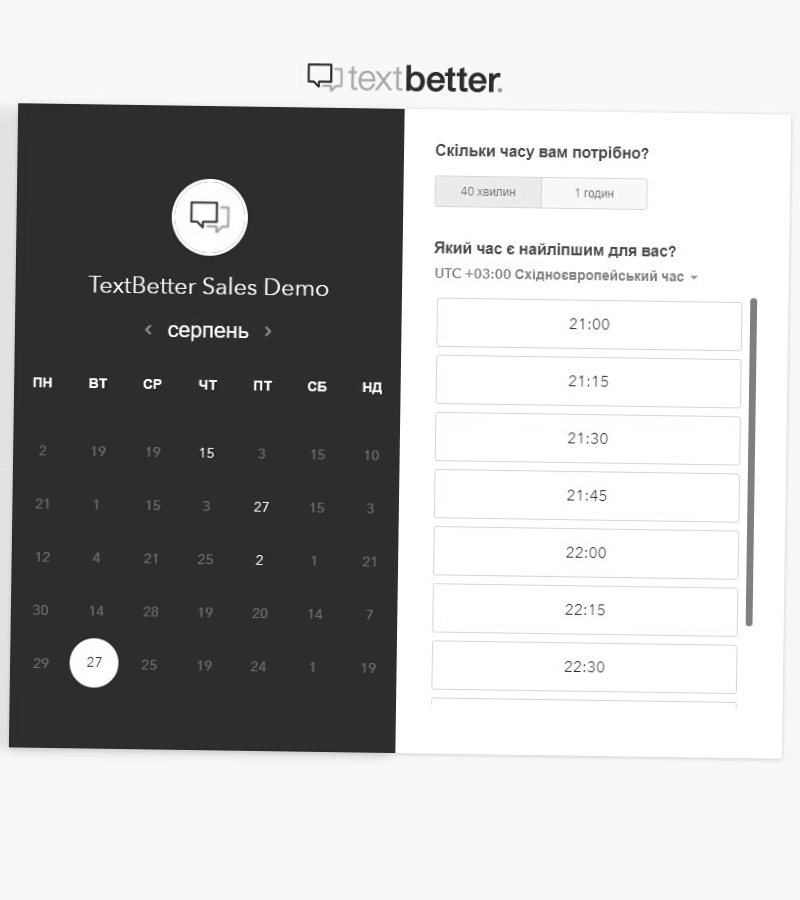 textbetter.
TextBetter Sales Demo
серпень
ПН ВТ СР ЧТ ПТ СБ НД
2 19 19 15 3 15 10
21 1 15 3 27 15 3
12 4 21 25 2 1 21
30 14 28 19 20 14 7
29 27 25 19 24 1 19
Скільки часу вам потрібно?
40 хвилин 1 годин
Який час є найліпшим для вас?
UTC +03:00 Східноєвропейський час
21:00
21:15
21:30
21:45
22:00
22:15
22:30